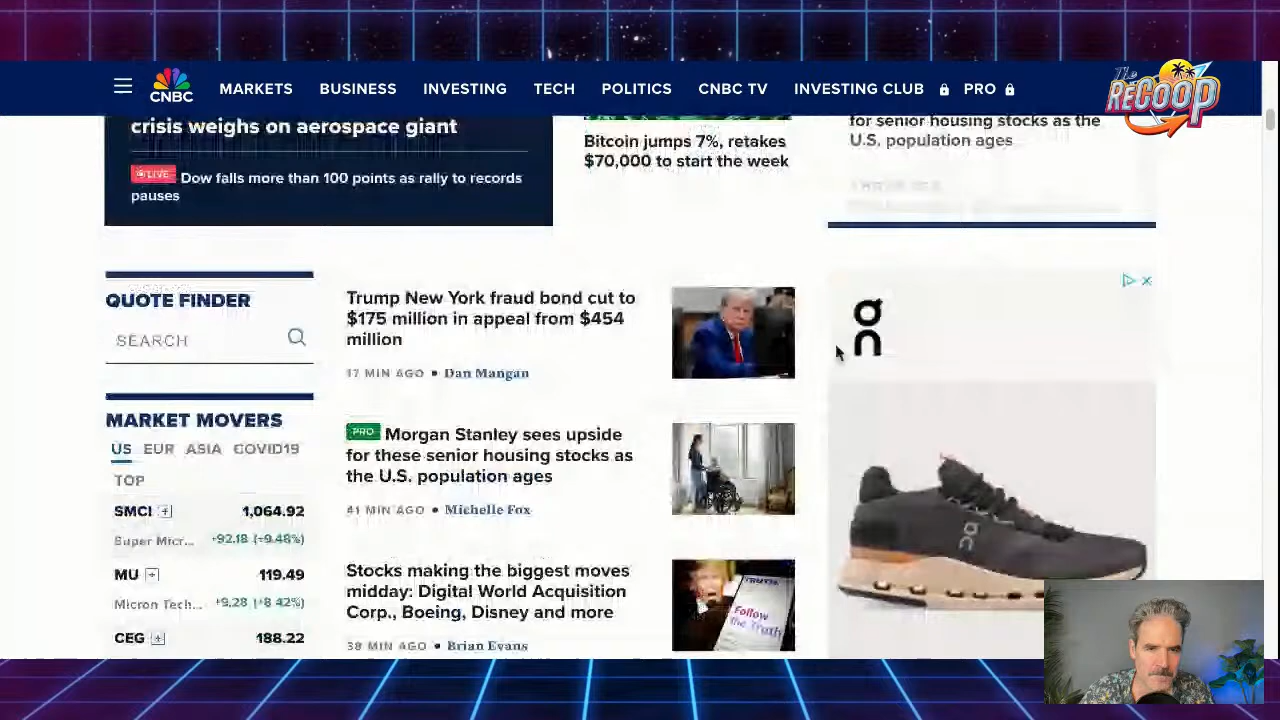 CNBC
MARKETS
BUSINESS
INVESTING
TECH
POLITICS
CNBC TV
INVESTING CLUB
PRO
The
RECOOP
crisis weighs on aerospace giant
LIVE Dow falls more than 100 points as rally to records
pauses
Bitcoin jumps 7%, retakes
$70,000 to start the week
for senior housing stocks as the
U.S. population ages
QUOTE FINDER
SEARCH
MARKET MOVERS
US EUR ASIA COVID19
TOP
SMCI + 1,064.92
Super Micr... +92.18 (+9.48%)
MU + 119.49
Micron Tech... +9.28 (+8.42%)
CEG + 188.22
Trump New York fraud bond cut to
$175 million in appeal from $454
million
17 MIN AGO • Dan Mangan
PRO Morgan Stanley sees upside
for these senior housing stocks as
the U.S. population ages
41 MIN AGO • Michelle Fox
Stocks making the biggest moves
midday: Digital World Acquisition
Corp., Boeing, Disney and more
38 MIN AGO • Brian Evans
TRUTH.
Follow
the Truth
on